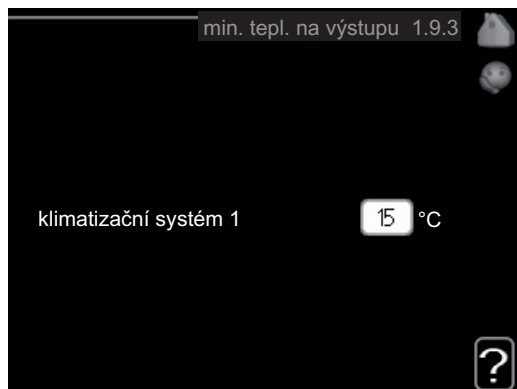 min. tepl. na výstupu 1.9.3
klimatizační systém 1 15 °C
?